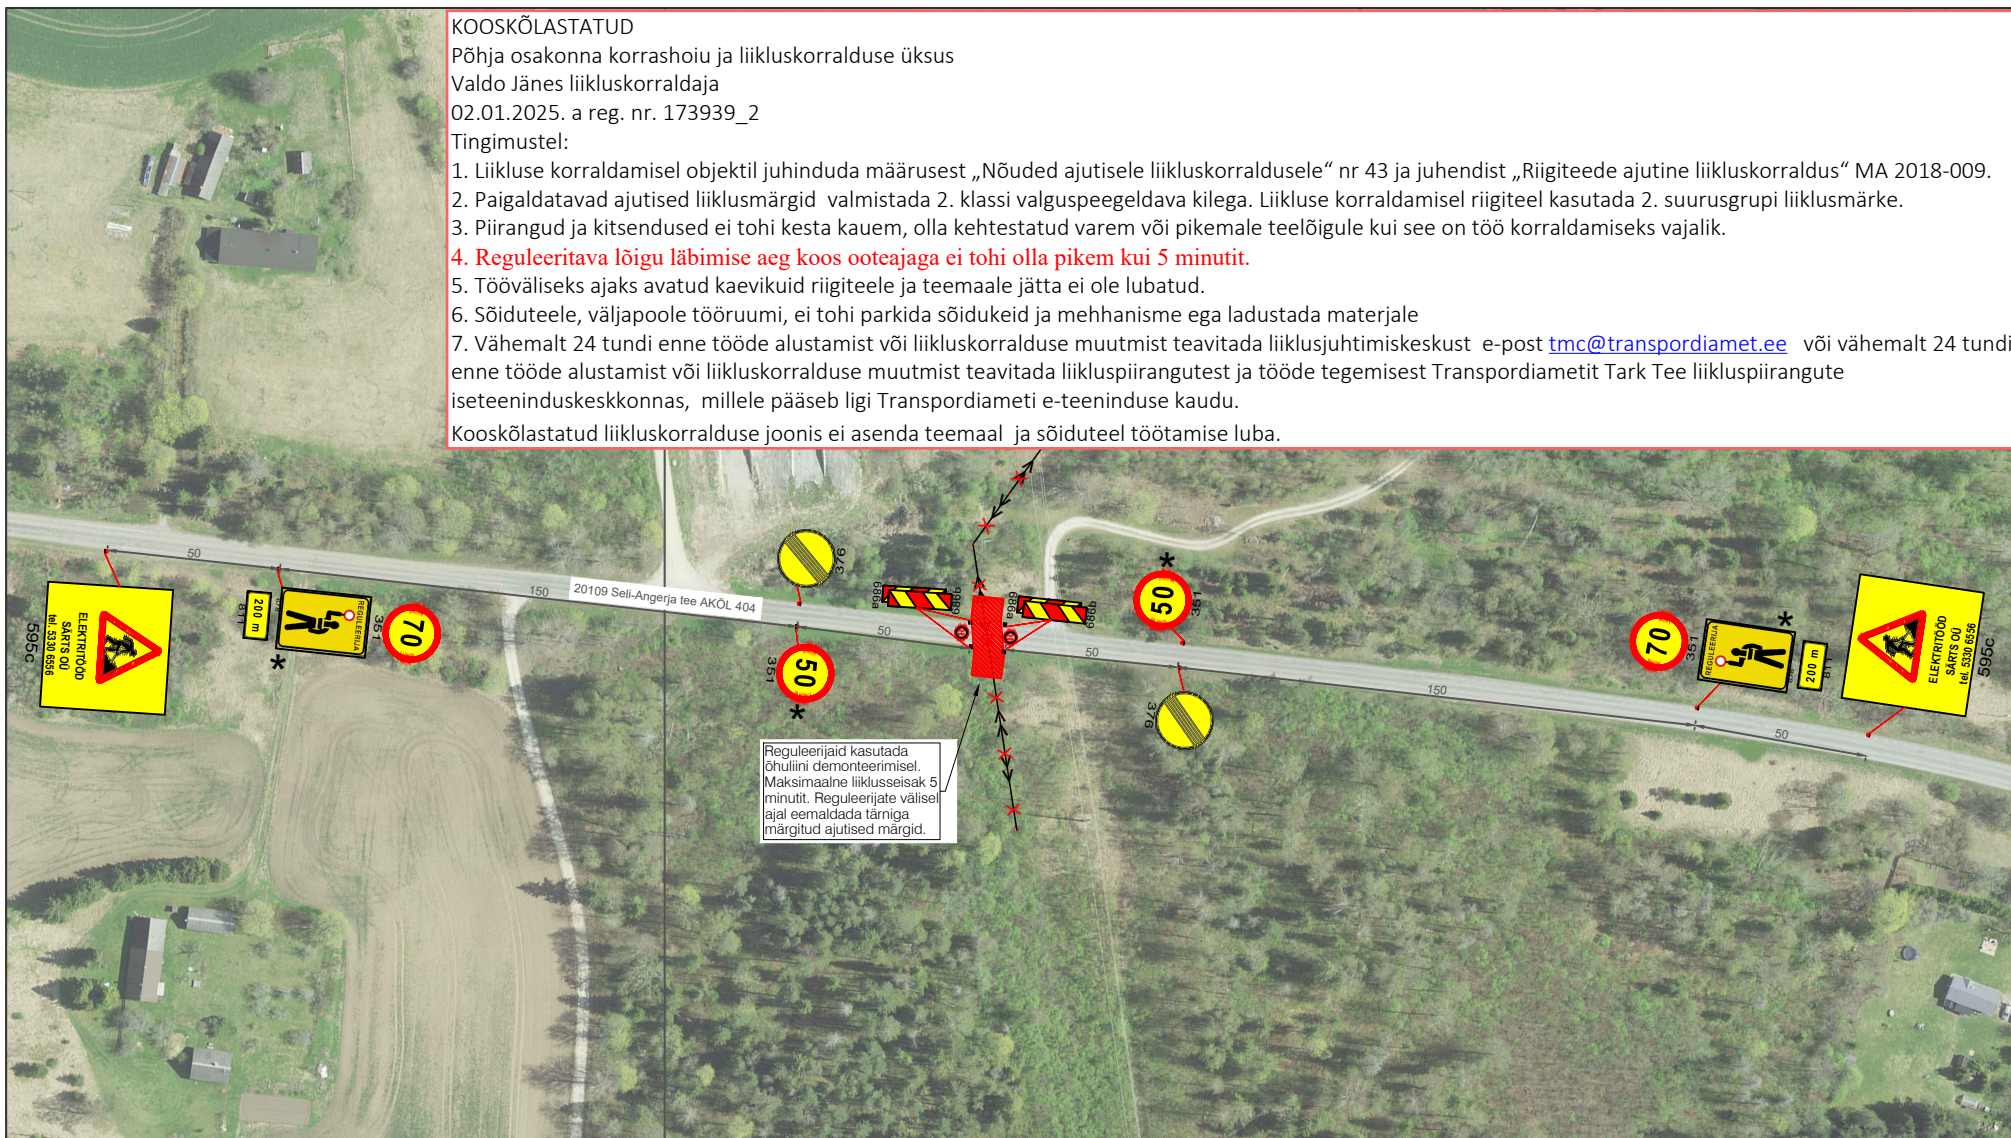 KOOSKÕLASTATUD
Põhja osakonna korrashoiu ja liikluskorralduse üksus
Valdo Jänes liikluskorraldaja
02.01.2025. a reg. nr. 173939_2
Tingimustel:
1. Liikluse korraldamisel objektil juhinduda määrusest „Nõuded ajutisele liikluskorraldusele“ nr 43 ja juhendist „Riigiteede ajutine liikluskorraldus“ MA 2018-009.
2. Paigaldatavad ajutised liiklusmärgid valmistada 2. klassi valguspeegeldava kilega. Liikluse korraldamisel riigiteel kasutada 2. suurusgrupi liiklusmärke.
3. Piirangud ja kitsendused ei tohi kesta kauem, olla kehtestatud varem või pikemale teelõigule kui see on töö korraldamiseks vajalik.
4. Reguleeritava lõigu läbimise aeg koos ooteajaga ei tohi olla pikem kui 5 minutit.
5. Tööväliseks ajaks avatud kaevikuid riigiteele ja teemaale jätta ei ole lubatud.
6. Sõiduteele, väljapoole tööruumi, ei tohi parkida sõidukeid ja mehhanisme ega ladustada materjale
7. Vähemalt 24 tundi enne tööde alustamist või liikluskorralduse muutmist teavitada liiklusjuhtimiskeskust e-post tmc@transpordiamet.ee või vähemalt 24 tundi
enne tööde alustamist või liikluskorralduse muutmist teavitada liikluspiirangutest ja tööde tegemisest Transpordiametit Tark Tee liikluspiirangute
iseteeninduskeskkonnas, millele pääseb ligi Transpordiameti e-teeninduse kaudu.
Kooskõlastatud liikluskorralduse joonis ei asenda teemaal ja sõiduteel töötamise luba.
50
150
20109 Seli-Angerja tee AKÖL 404
50
50
150
50
ELEKTRITÖÖD
SÄRTS OÜ
tel. 5330 6556
595c
200 m
811
REGULEERIJA
*
70
351
376
50
351
*
686a
686b
686a
686b
50
351
*
376
70
351
REGULEERIJA
*
200 m
811
ELEKTRITÖÖD
SÄRTS OÜ
tel. 5330 6556
595c
Reguleerijaid kasutada
õhuliini demonteerimisel.
Maksimaalne liiklusseisak 5
minutit. Reguleerijate välisel
ajal eemaldada tärniga
märgitud ajutised märgid.